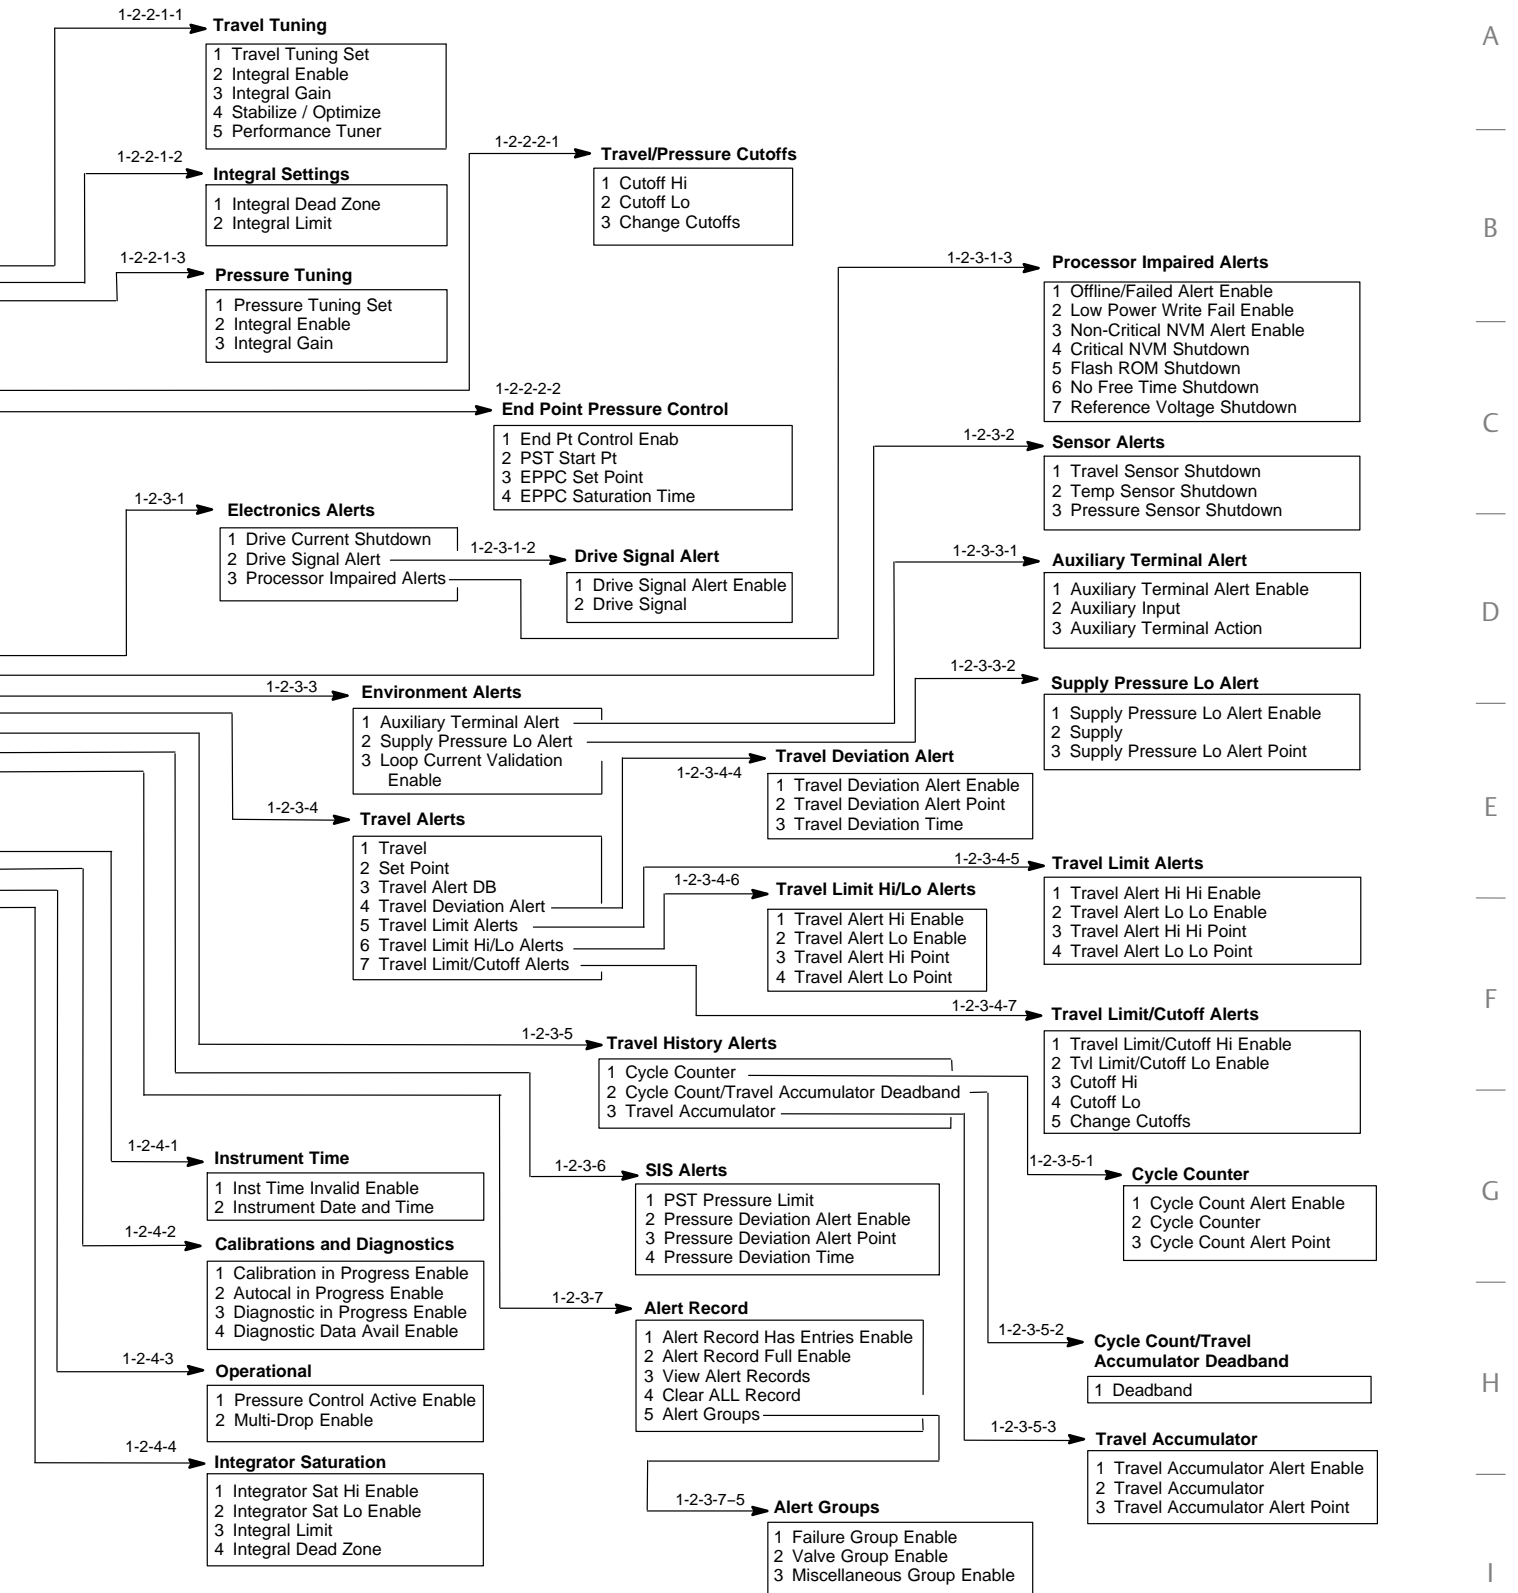 1-2-2-1-1
Travel Tuning
1 Travel Tuning Set
2 Integral Enable
3 Integral Gain
4 Stabilize / Optimize
5 Performance Tuner
1-2-2-1-2
Integral Settings
1 Integral Dead Zone
2 Integral Limit
1-2-2-1-3
Pressure Tuning
1 Pressure Tuning Set
2 Integral Enable
3 Integral Gain
1-2-2-2-1
Travel/Pressure Cutoffs
1 Cutoff Hi
2 Cutoff Lo
3 Change Cutoffs
1-2-2-2-2
End Point Pressure Control
1 End Pt Control Enab
2 PST Start Pt
3 EPPC Set Point
4 EPPC Saturation Time
1-2-3-1
Electronics Alerts
1 Drive Current Shutdown
2 Drive Signal Alert
3 Processor Impaired Alerts
1-2-3-1-2
Drive Signal Alert
1 Drive Signal Alert Enable
2 Drive Signal
1-2-3-1-3
Processor Impaired Alerts
1 Offline/Failed Alert Enable
2 Low Power Write Fail Enable
3 Non-Critical NVM Alert Enable
4 Critical NVM Shutdown
5 Flash ROM Shutdown
6 No Free Time Shutdown
7 Reference Voltage Shutdown
1-2-3-2
Sensor Alerts
1 Travel Sensor Shutdown
2 Temp Sensor Shutdown
3 Pressure Sensor Shutdown
1-2-3-3-1
Auxiliary Terminal Alert
1 Auxiliary Terminal Alert Enable
2 Auxiliary Input
3 Auxiliary Terminal Action
1-2-3-3-2
Supply Pressure Lo Alert
1 Supply Pressure Lo Alert Enable
2 Supply
3 Supply Pressure Lo Alert Point
1-2-3-3
Environment Alerts
1 Auxiliary Terminal Alert
2 Supply Pressure Lo Alert
3 Loop Current Validation
Enable
1-2-3-4
Travel Alerts
1 Travel
2 Set Point
3 Travel Alert DB
4 Travel Deviation Alert
5 Travel Limit Alerts
6 Travel Limit Hi/Lo Alerts
7 Travel Limit/Cutoff Alerts
1-2-3-4-4
Travel Deviation Alert
1 Travel Deviation Alert Enable
2 Travel Deviation Alert Point
3 Travel Deviation Time
1-2-3-4-5
Travel Limit Alerts
1 Travel Alert Hi Hi Enable
2 Travel Alert Lo Lo Enable
3 Travel Alert Hi Hi Point
4 Travel Alert Lo Lo Point
1-2-3-4-6
Travel Limit Hi/Lo Alerts
1 Travel Alert Hi Enable
2 Travel Alert Lo Enable
3 Travel Alert Hi Point
4 Travel Alert Lo Point
1-2-3-4-7
Travel Limit/Cutoff Alerts
1 Travel Limit/Cutoff Hi Enable
2 Tvl Limit/Cutoff Lo Enable
3 Cutoff Hi
4 Cutoff Lo
5 Change Cutoffs
1-2-3-5
Travel History Alerts
1 Cycle Counter
2 Cycle Count/Travel Accumulator Deadband
3 Travel Accumulator
1-2-3-5-1
Cycle Counter
1 Cycle Count Alert Enable
2 Cycle Counter
3 Cycle Count Alert Point
1-2-4-1
Instrument Time
1 Inst Time Invalid Enable
2 Instrument Date and Time
1-2-3-6
SIS Alerts
1 PST Pressure Limit
2 Pressure Deviation Alert Enable
3 Pressure Deviation Alert Point
4 Pressure Deviation Time
1-2-4-2
Calibrations and Diagnostics
1 Calibration in Progress Enable
2 Autocal in Progress Enable
3 Diagnostic in Progress Enable
4 Diagnostic Data Avail Enable
1-2-3-7
Alert Record
1 Alert Record Has Entries Enable
2 Alert Record Full Enable
3 View Alert Records
4 Clear ALL Record
5 Alert Groups
1-2-3-5-2
Cycle Count/Travel
Accumulator Deadband
1 Deadband
1-2-4-3
Operational
1 Pressure Control Active Enable
2 Multi-Drop Enable
1-2-3-5-3
Travel Accumulator
1 Travel Accumulator Alert Enable
2 Travel Accumulator
3 Travel Accumulator Alert Point
1-2-4-4
Integrator Saturation
1 Integrator Sat Hi Enable
2 Integrator Sat Lo Enable
3 Integral Limit
4 Integral Dead Zone
1-2-3-7–5
Alert Groups
1 Failure Group Enable
2 Valve Group Enable
3 Miscellaneous Group Enable
A
B
C
D
E
F
G
H
I